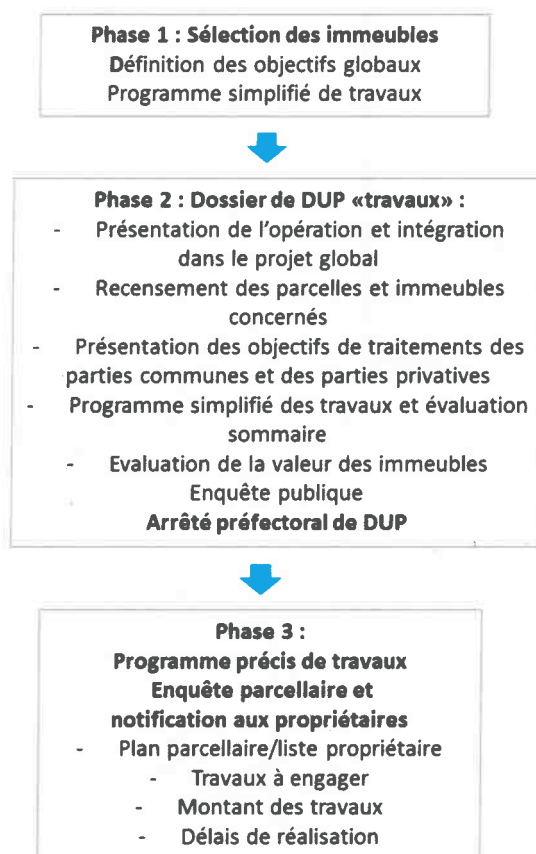 Phase 1 : Sélection des immeubles
Définition des objectifs globaux
Programme simplifié de travaux
Phase 2 : Dossier de DUP «travaux» :
- Présentation de l'opération et intégration
dans le projet global
- Recensement des parcelles et immeubles
concernés
- Présentation des objectifs de traitements des
parties communes et des parties privatives
- Programme simplifié des travaux et évaluation
sommaire
- Evaluation de la valeur des immeubles
Enquête publique
Arrêté préfectoral de DUP
Phase 3 :
Programme précis de travaux
Enquête parcellaire et
notification aux propriétaires
- Plan parcellaire/liste propriétaire
- Travaux à engager
- Montant des travaux
- Délais de réalisation